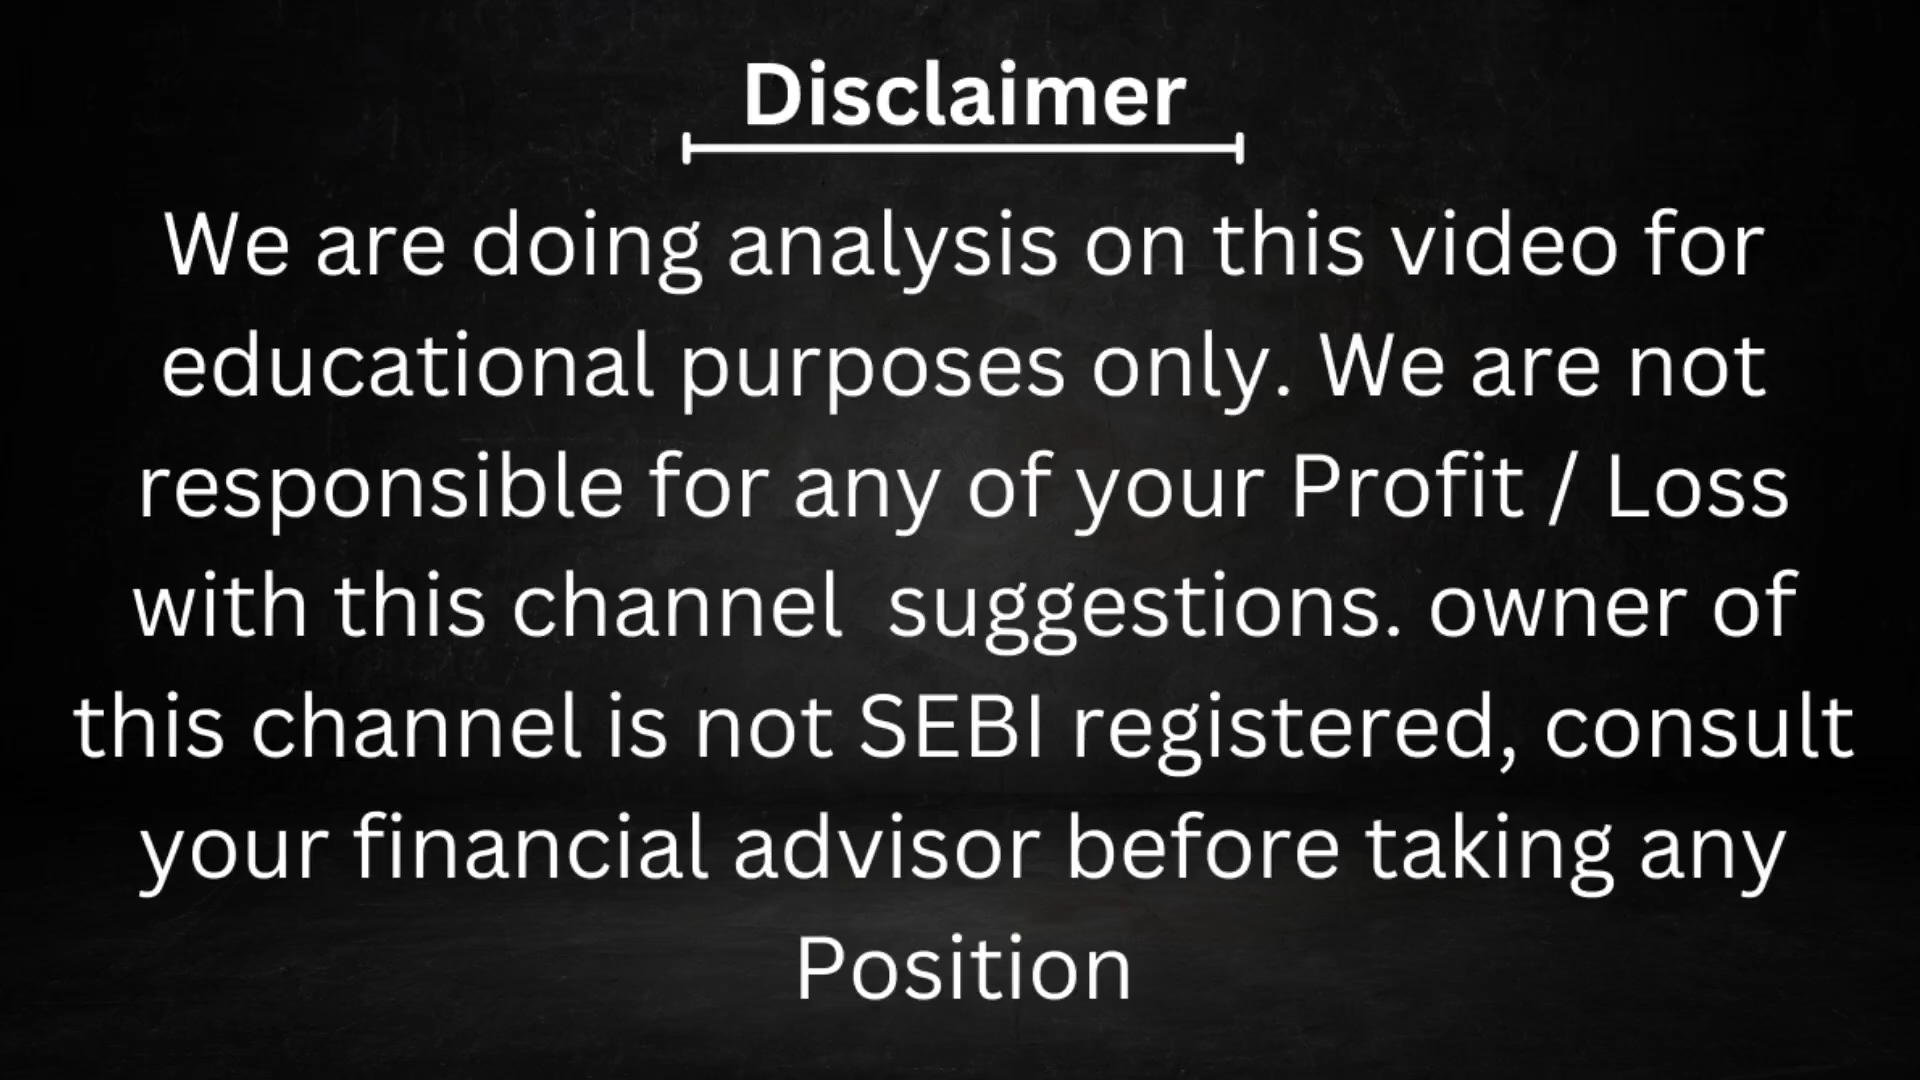 Disclaimer
We are doing analysis on this video for
educational purposes only. We are not
responsible for any of your Profit / Loss
with this channel  suggestions. owner of
this channel is not SEBI registered, consult
your financial advisor before taking any
Position